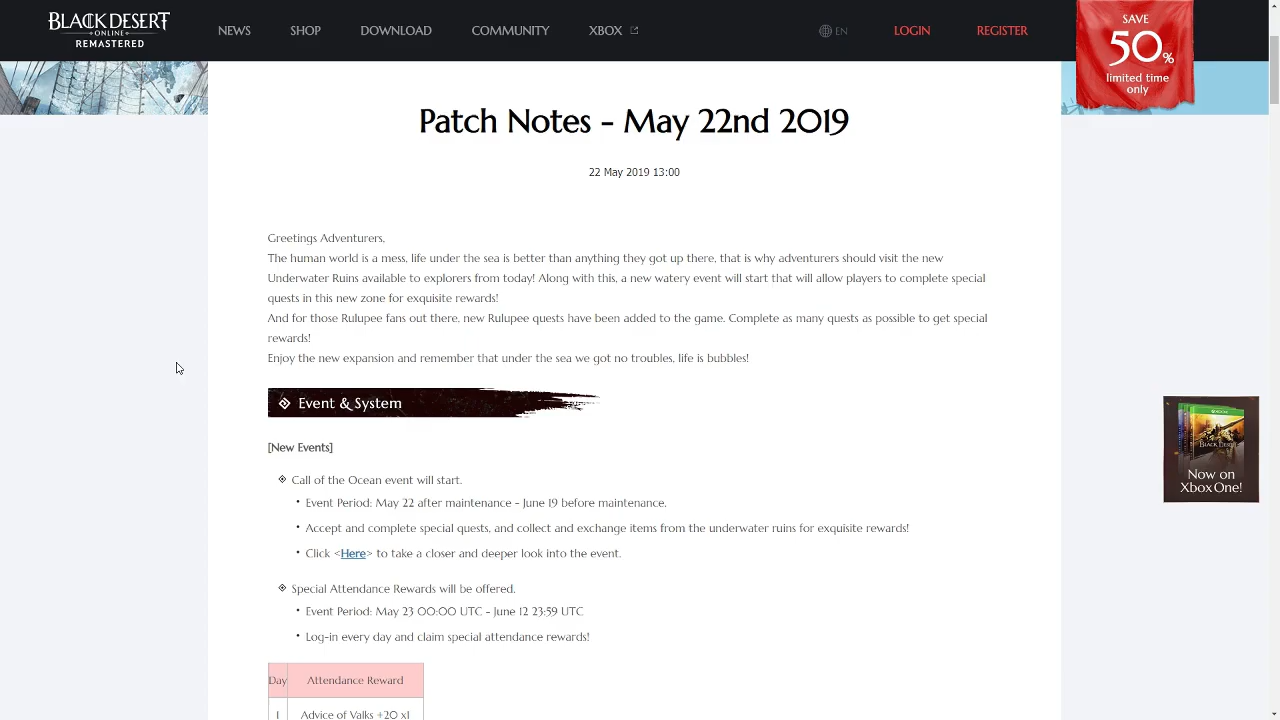 BLACK DESERT
ONLINE
REMASTERED
NEWS
SHOP
DOWNLOAD
COMMUNITY
XBOX
EN
LOGIN
REGISTER
SAVE
50%
limited time
only
Patch Notes - May 22nd 2019
22 May 2019 13:00
Greetings Adventurers,
The human world is a mess, life under the sea is better than anything they got up there, that is why adventurers should visit the new
Underwater Ruins available to explorers from today! Along with this, a new watery event will start that will allow players to complete special
quests in this new zone for exquisite rewards!
And for those Rulupee fans out there, new Rulupee quests have been added to the game. Complete as many quests as possible to get special
rewards!
Enjoy the new expansion and remember that under the sea we got no troubles, life is bubbles!
Event & System
[New Events]
Call of the Ocean event will start.
• Event Period: May 22 after maintenance - June 19 before maintenance.
• Accept and complete special quests, and collect and exchange items from the underwater ruins for exquisite rewards!
• Click <Here> to take a closer and deeper look into the event.
Special Attendance Rewards will be offered.
• Event Period: May 23 00:00 UTC - June 12 23:59 UTC
• Log-in every day and claim special attendance rewards!
Day Attendance Reward
1 Advice of Valks +20 x1
BLACK DESERT
Now on
Xbox One!